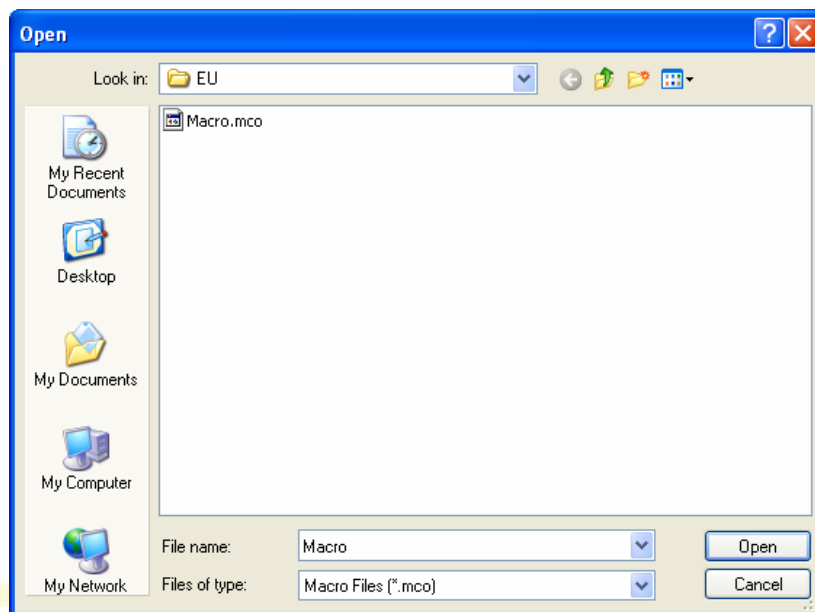 Open
Look in:
EU
Macro.mco
My Recent
Documents
Desktop
My Documents
My Computer
My Network
File name:
Macro
Open
Files of type:
Macro Files (*.mco)
Cancel